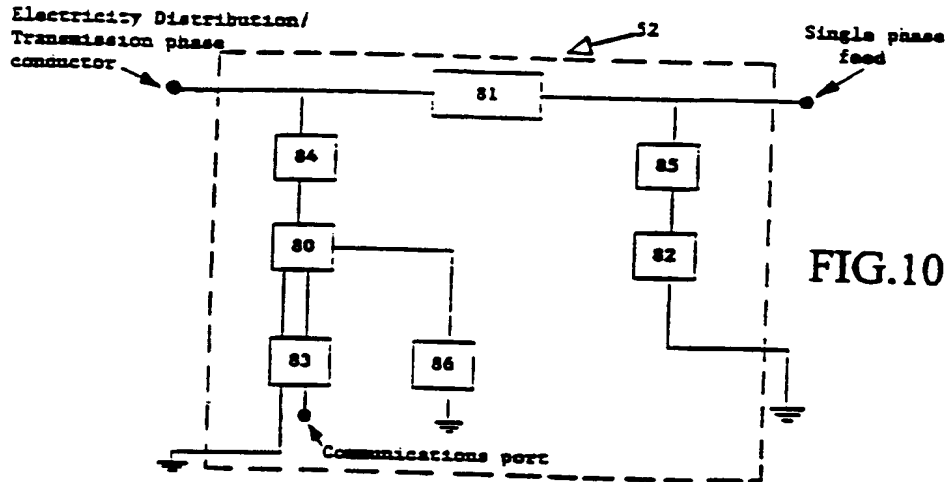 Electricity Distribution/
Transmission phase
conductor
52
Single phase
feed
81
84
85
80
82
FIG.10
83
86
Communications port